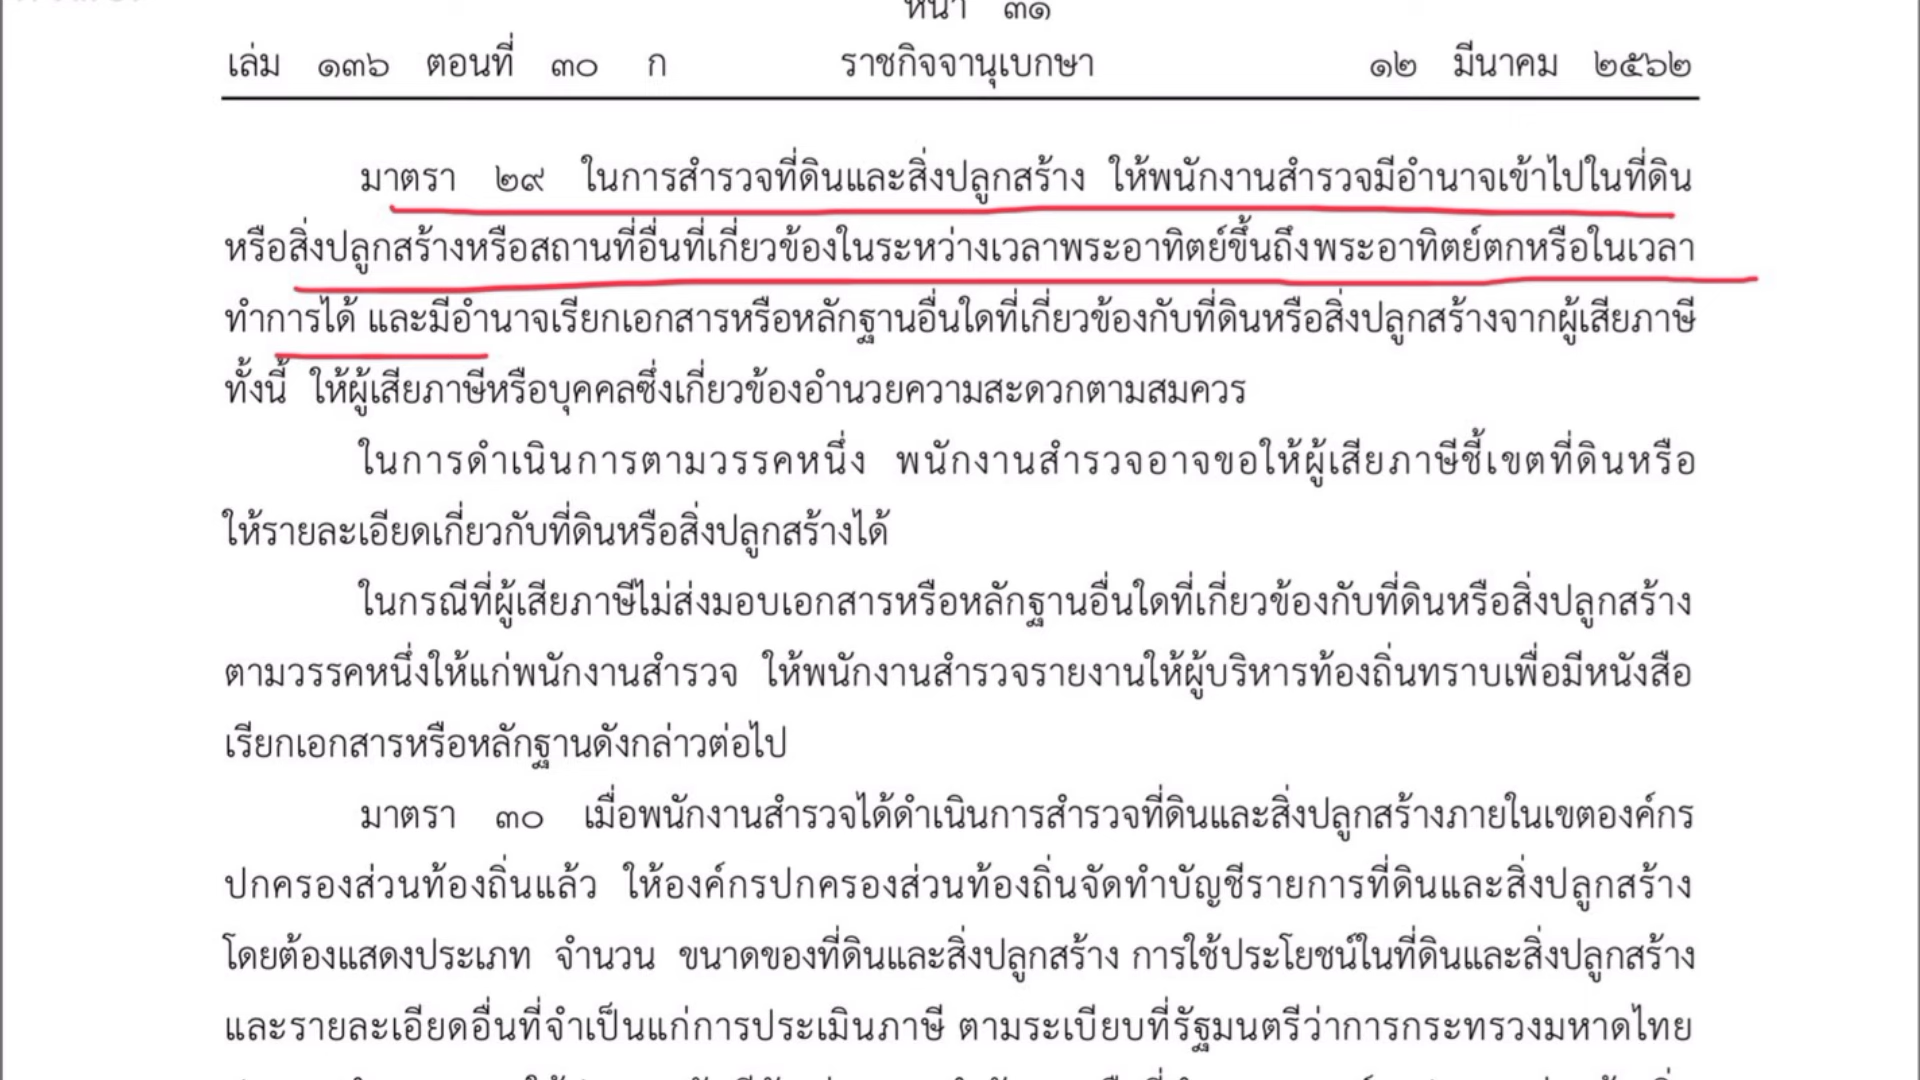 หน้า ๓๑
เล่ม ๑๓๖ ตอนที่ ๓๐ ก ราชกิจจานุเบกษา ๑๒ มีนาคม ๒๕๖๒
มาตรา ๒๙ ในการสำรวจที่ดินและสิ่งปลูกสร้าง ให้พนักงานสำรวจมีอำนาจเข้าไปในที่ดิน
หรือสิ่งปลูกสร้างหรือสถานที่อื่นที่เกี่ยวข้องในระหว่างเวลาพระอาทิตย์ขึ้นถึงพระอาทิตย์ตกหรือในเวลา
ทำการได้ และมีอำนาจเรียกเอกสารหรือหลักฐานอื่นใดที่เกี่ยวข้องกับที่ดินหรือสิ่งปลูกสร้างจากผู้เสียภาษี
ทั้งนี้ ให้ผู้เสียภาษีหรือบุคคลซึ่งเกี่ยวข้องอำนวยความสะดวกตามสมควร
ในการดำเนินการตามวรรคหนึ่ง พนักงานสำรวจอาจขอให้ผู้เสียภาษีชี้เขตที่ดินหรือ
ให้รายละเอียดเกี่ยวกับที่ดินหรือสิ่งปลูกสร้างได้
ในกรณีที่ผู้เสียภาษีไม่ส่งมอบเอกสารหรือหลักฐานอื่นใดที่เกี่ยวข้องกับที่ดินหรือสิ่งปลูกสร้าง
ตามวรรคหนึ่งให้แก่พนักงานสำรวจ ให้พนักงานสำรวจรายงานให้ผู้บริหารท้องถิ่นทราบเพื่อมีหนังสือ
เรียกเอกสารหรือหลักฐานดังกล่าวต่อไป
มาตรา ๓๐ เมื่อพนักงานสำรวจได้ดำเนินการสำรวจที่ดินและสิ่งปลูกสร้างภายในเขตองค์กร
ปกครองส่วนท้องถิ่นแล้ว ให้องค์กรปกครองส่วนท้องถิ่นจัดทำบัญชีรายการที่ดินและสิ่งปลูกสร้าง
โดยต้องแสดงประเภท จำนวน ขนาดของที่ดินและสิ่งปลูกสร้าง การใช้ประโยชน์ในที่ดินและสิ่งปลูกสร้าง
และรายละเอียดอื่นที่จำเป็นแก่การประเมินภาษี ตามระเบียบที่รัฐมนตรีว่าการกระทรวงมหาดไทย